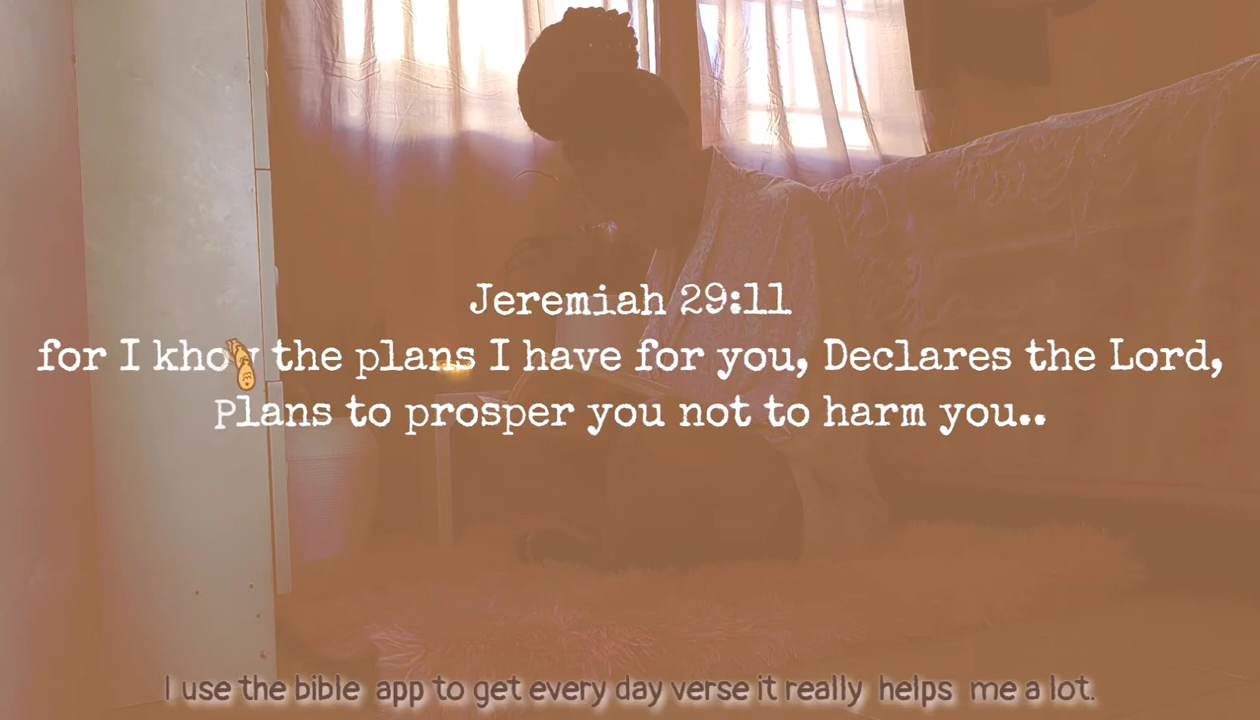 Jeremiah 29:11
for I know the plans I have for you, Declares the Lord,
Plans to prosper you not to harm you..
I use the bible app to get every day verse it really helps me a lot.